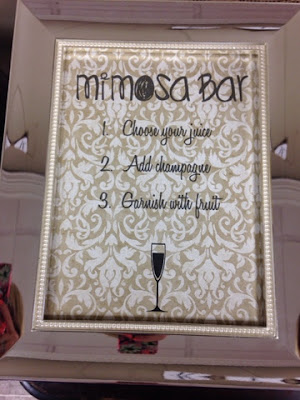 mimosa Bar
1. Choose your juice
2. Add champagne
3. Garnish with fruit